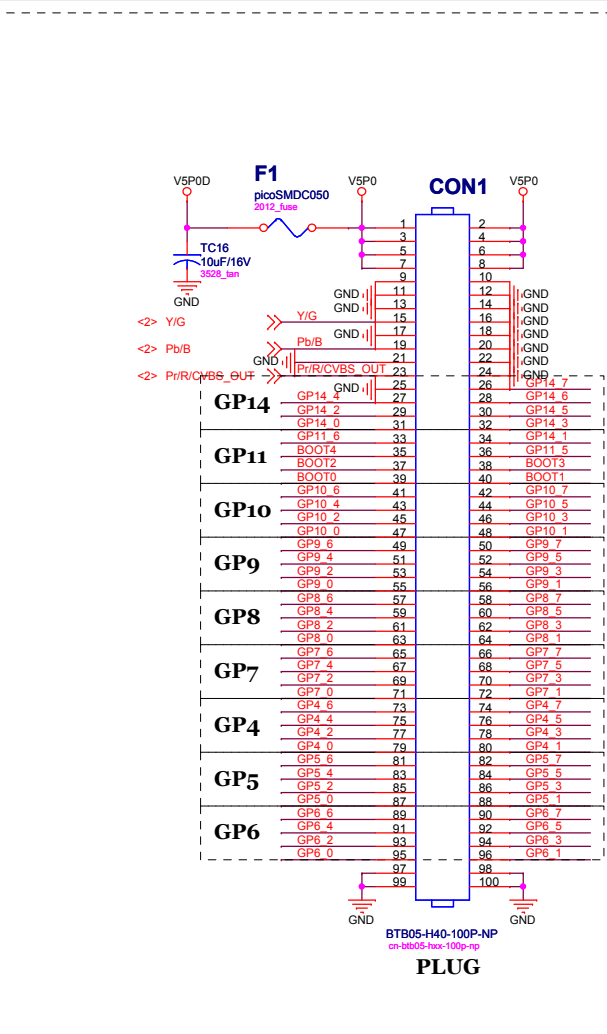 F1
V5P0D
V5P0
CON1
V5P0
picoSMDC050
2012_fuse
1 2
3 4
TC16
5 6
10uF/16V
7 8
3528_tan
9 10
GND 11 12 GND
GND
GND 13 14 GND
<2> Y/G Y/G 15 16 GND
GND 17 18 GND
<2> Pb/B Pb/B 19 20 GND
GND 21 22 GND
<2> Pr/R/CVBS_OUT Pr/R/CVBS_OUT 23 24 GND
GND 25 26 GP14_7
GP14
GP14_4 27 28 GP14_6
GP14_2 29 30 GP14_5
GP14_0 31 32 GP14_3
GP11
GP11_6 33 34 GP14_1
BOOT4 35 36 GP11_5
BOOT2 37 38 BOOT3
BOOT0 39 40 BOOT1
GP10
GP10_6 41 42 GP10_7
GP10_4 43 44 GP10_5
GP10_2 45 46 GP10_3
GP10_0 47 48 GP10_1
GP9
GP9_6 49 50 GP9_7
GP9_4 51 52 GP9_5
GP9_2 53 54 GP9_3
GP9_0 55 56 GP9_1
GP8
GP8_6 57 58 GP8_7
GP8_4 59 60 GP8_5
GP8_2 61 62 GP8_3
GP8_0 63 64 GP8_1
GP7
GP7_6 65 66 GP7_7
GP7_4 67 68 GP7_5
GP7_2 69 70 GP7_3
GP7_0 71 72 GP7_1
GP4
GP4_6 73 74 GP4_7
GP4_4 75 76 GP4_5
GP4_2 77 78 GP4_3
GP4_0 79 80 GP4_1
GP5
GP5_6 81 82 GP5_7
GP5_4 83 84 GP5_5
GP5_2 85 86 GP5_3
GP5_0 87 88 GP5_1
GP6
GP6_6 89 90 GP6_7
GP6_4 91 92 GP6_5
GP6_2 93 94 GP6_3
GP6_0 95 96 GP6_1
97 98
99 100
GND GND
BTB05-H40-100P-NP
cn-btb05-hxx-100p-np
PLUG